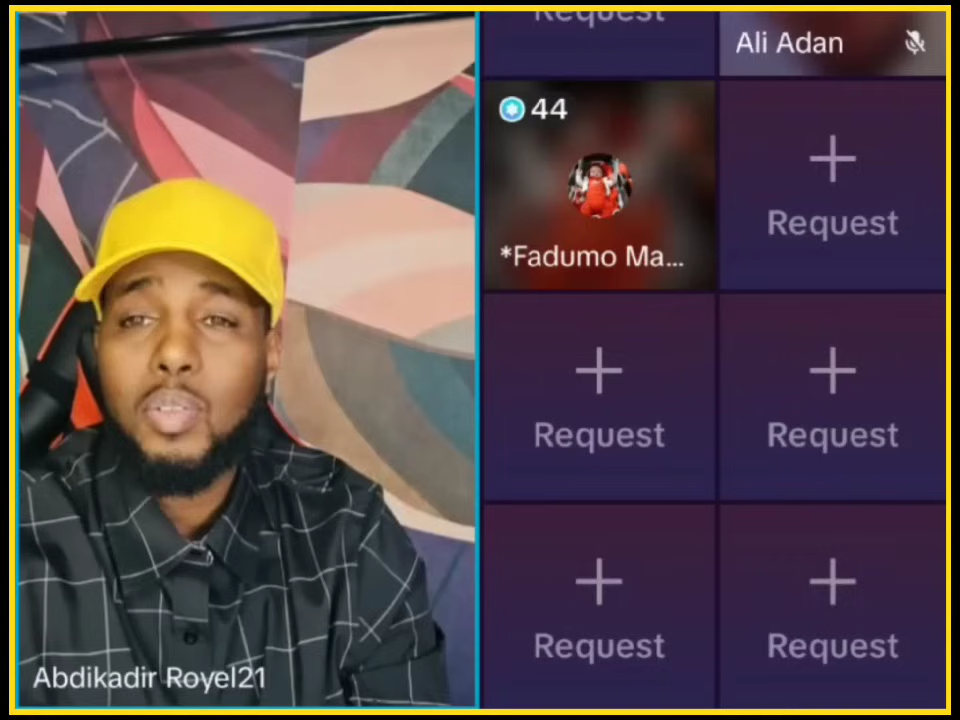 Request
Ali Adan
44
*Fadumo Ma...
Request
Request
Request
Request
Request
Abdikadir Royel21